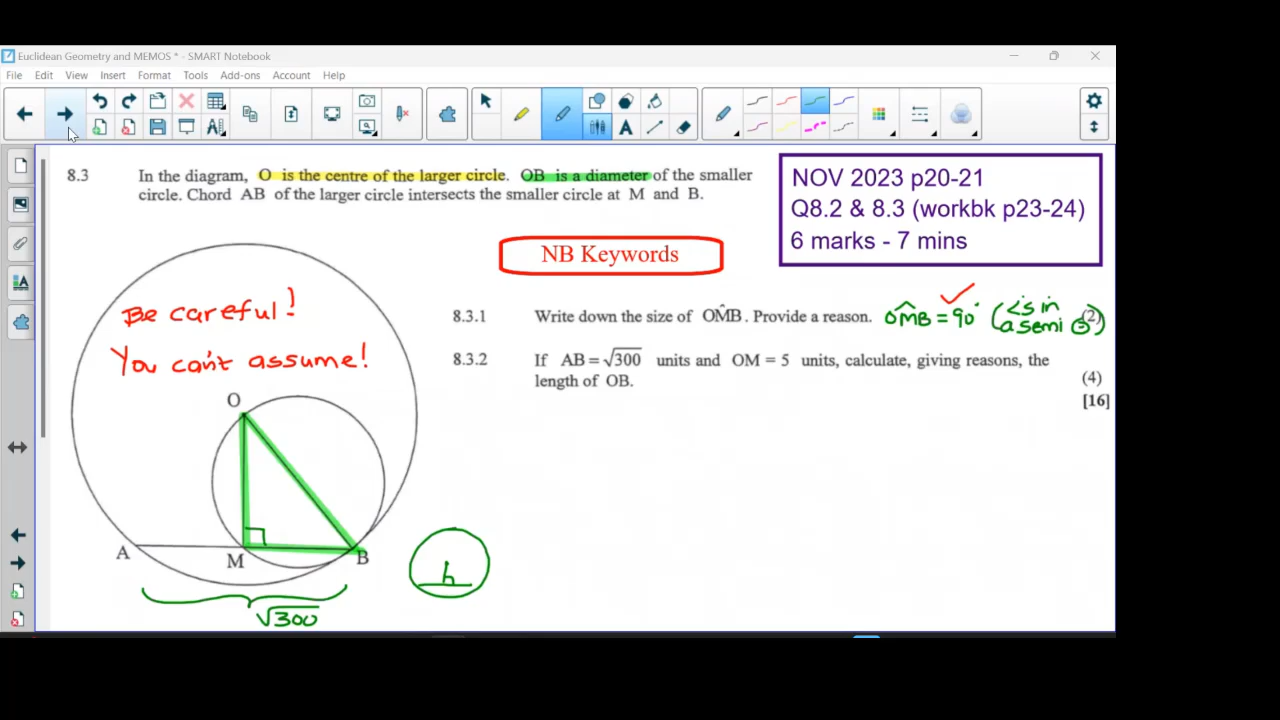 Euclidean Geometry and MEMOS * - SMART Notebook
File Edit View Insert Format Tools Add-ons Account Help
8.3 In the diagram, O is the centre of the larger circle. OB is a diameter of the smaller
circle. Chord AB of the larger circle intersects the smaller circle at M and B.
NOV 2023 p20-21
Q8.2 & 8.3 (workbk p23-24)
6 marks - 7 mins
NB Keywords
Be careful!
You can't assume!
8.3.1 Write down the size of OM̂B. Provide a reason. OM̂B = 90° (<'s in
a semi ⊙) (2)
8.3.2 If AB = √300 units and OM = 5 units, calculate, giving reasons, the
length of OB. (4)
[16]
O
A
M
B
√300